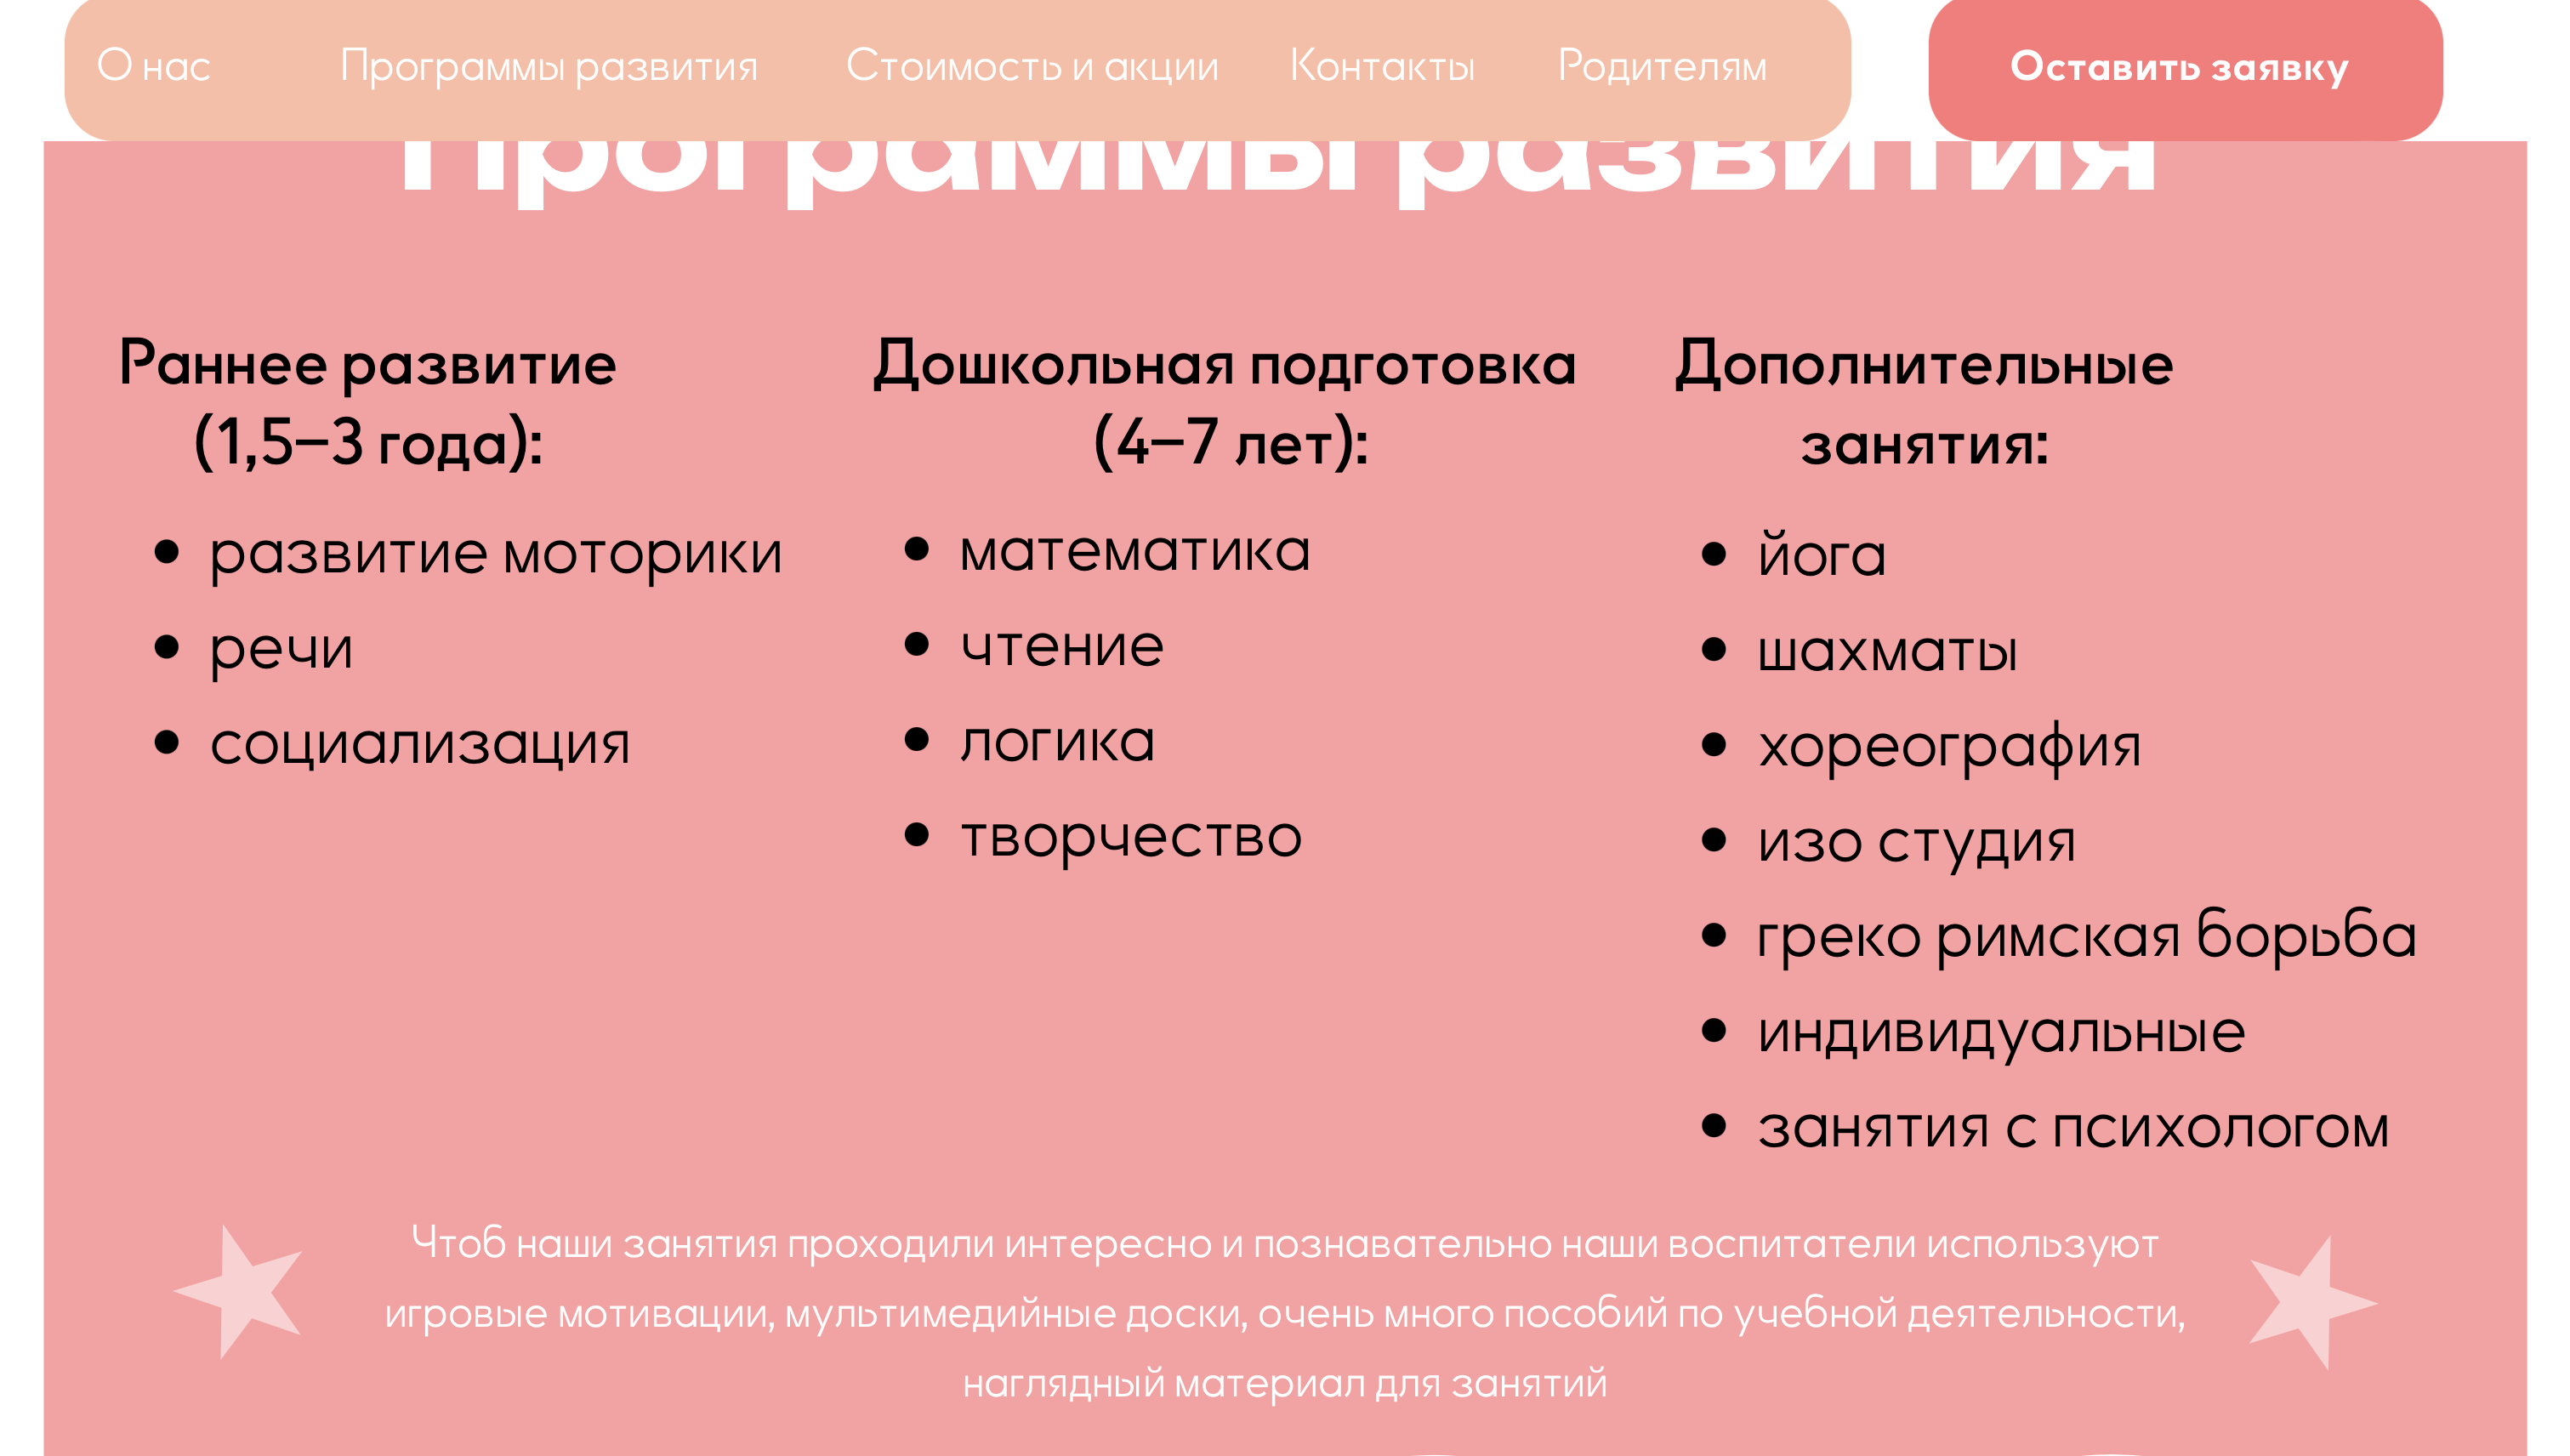 О нас
Программы развития
Стоимость и акции
Контакты
Родителям
Оставить заявку
Программы развития
Раннее развитие
(1,5–3 года):
развитие моторики
речи
социализация
Дошкольная подготовка
(4–7 лет):
математика
чтение
логика
творчество
Дополнительные
занятия:
йога
шахматы
хореография
изо студия
греко римская борьба
индивидуальные
занятия с психологом
Чтоб наши занятия проходили интересно и познавательно наши воспитатели используют
игровые мотивации, мультимедийные доски, очень много пособий по учебной деятельности,
наглядный материал для занятий